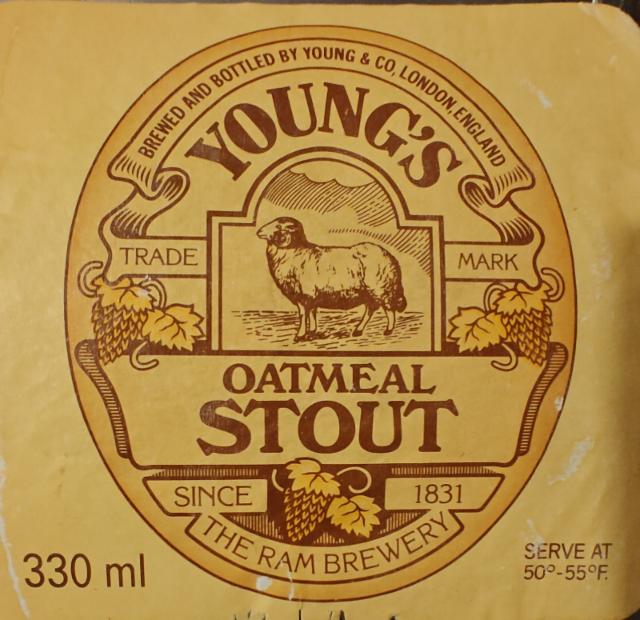 BREWED AND BOTTLED BY YOUNG & CO, LONDON, ENGLAND
YOUNG'S
TRADE MARK
OATMEAL
STOUT
SINCE 1831
THE RAM BREWERY
330 ml
SERVE AT
50°-55°F.